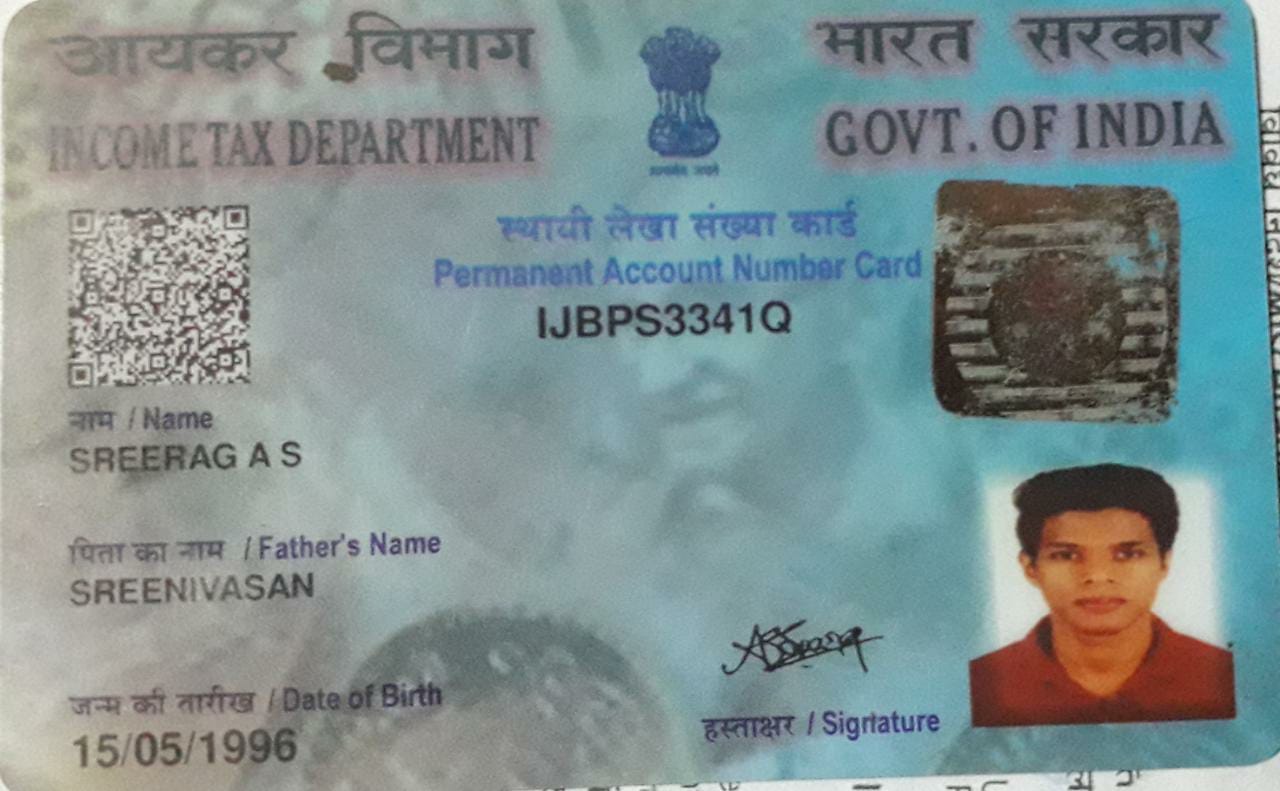 आयकर विभाग
भारत सरकार
INCOME TAX DEPARTMENT
GOVT. OF INDIA
सत्यमेव जयते
स्थायी लेखा संख्या कार्ड
Permanent Account Number Card
IJBPS3341Q
नाम / Name
SREERAG A S
पिता का नाम / Father's Name
SREENIVASAN
जन्म की तारीख / Date of Birth
15/05/1996
हस्ताक्षर / Signature